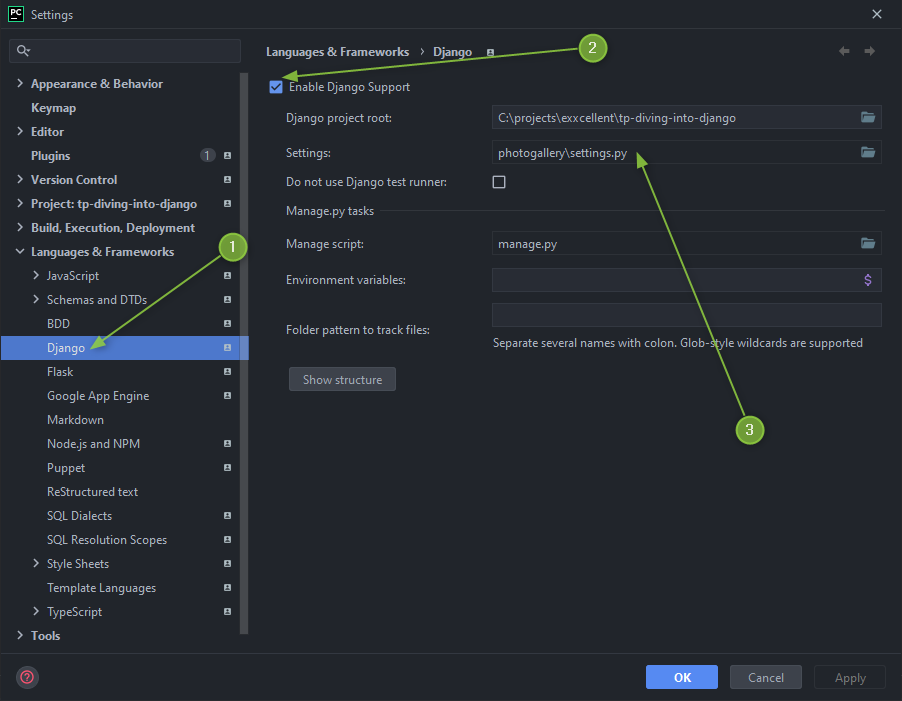 PC Settings
Languages & Frameworks › Django
2
Appearance & Behavior
Keymap
Editor
Plugins 1
Version Control
Project: tp-diving-into-django
Build, Execution, Deployment
Languages & Frameworks
1
JavaScript
Schemas and DTDs
BDD
Django
Flask
Google App Engine
Markdown
Node.js and NPM
Puppet
ReStructured text
SQL Dialects
SQL Resolution Scopes
Style Sheets
Template Languages
TypeScript
Tools
Enable Django Support
Django project root: C:\projects\exxcellent\tp-diving-into-django
Settings: photogallery\settings.py
Do not use Django test runner:
Manage.py tasks
Manage script: manage.py
Environment variables: $
Folder pattern to track files:
Separate several names with colon. Glob-style wildcards are supported
Show structure
3
?
OK Cancel Apply